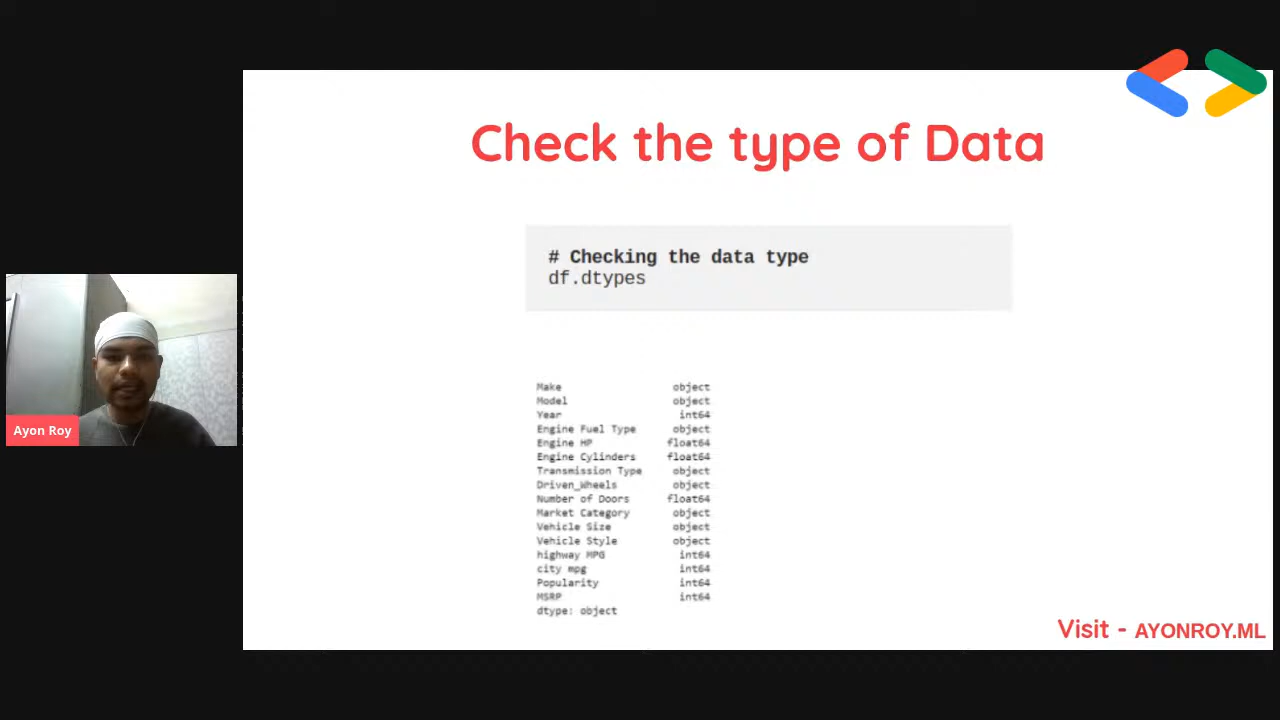 Check the type of Data
# Checking the data type
df.dtypes
Make object
Model object
Year int64
Engine Fuel Type object
Engine HP float64
Engine Cylinders float64
Transmission Type object
Driven_Wheels object
Number of Doors float64
Market Category object
Vehicle Size object
Vehicle Style object
highway MPG int64
city mpg int64
Popularity int64
MSRP int64
dtype: object
Ayon Roy
Visit - AYONROY.ML